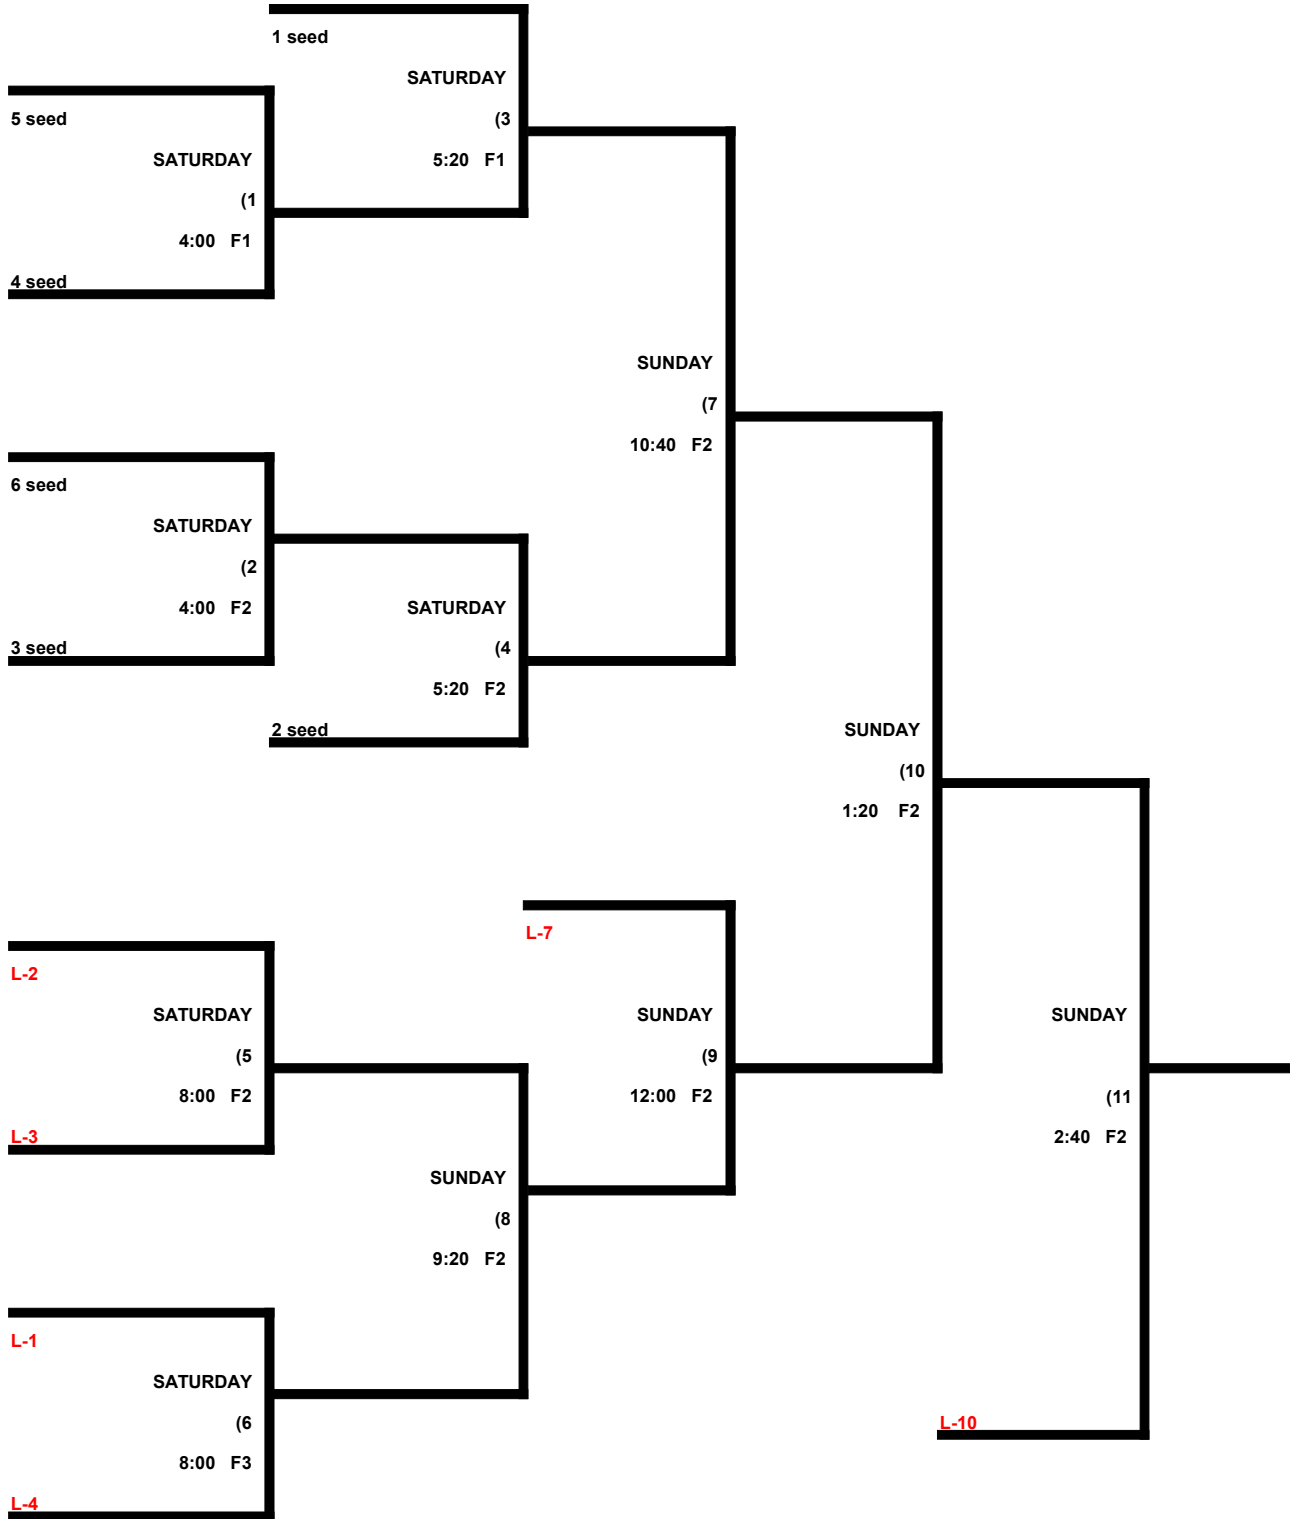 1 seed
SATURDAY
5 seed
(3
SATURDAY
5:20 F1
(1
4:00 F1
4 seed
SUNDAY
(7
10:40 F2
6 seed
SATURDAY
(2
4:00 F2
SATURDAY
3 seed
(4
5:20 F2
2 seed
SUNDAY
(10
1:20 F2
L-7
L-2
SATURDAY
SUNDAY
SUNDAY
(5
(9
8:00 F2
12:00 F2
(11
L-3
2:40 F2
SUNDAY
(8
9:20 F2
L-1
SATURDAY
(6
L-10
8:00 F3
L-4